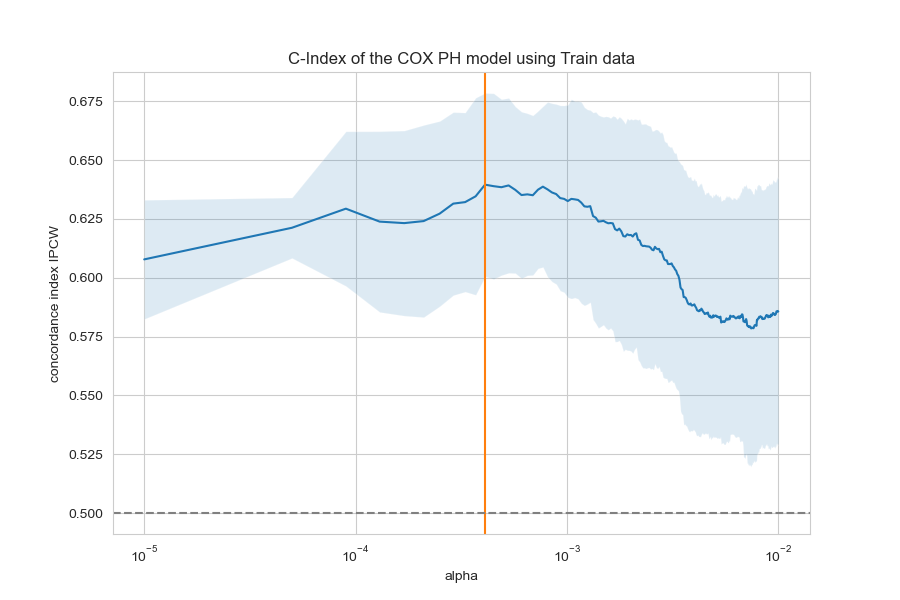 C-Index of the COX PH model using Train data
concordance index IPCW
0.675
0.650
0.625
0.600
0.575
0.550
0.525
0.500
10⁻⁵ 10⁻⁴ 10⁻³ 10⁻²
alpha